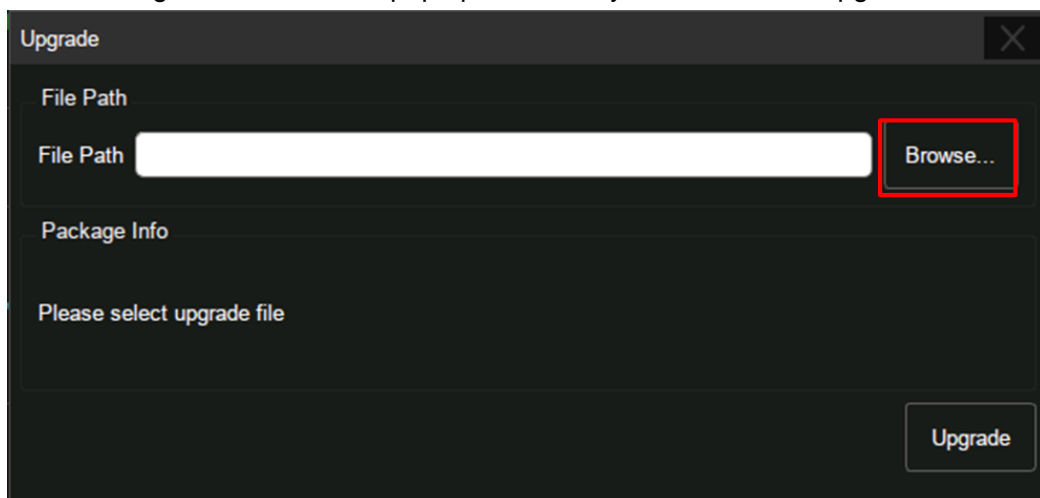 Upgrade
File Path
File Path
Browse...
Package Info
Please select upgrade file
Upgrade